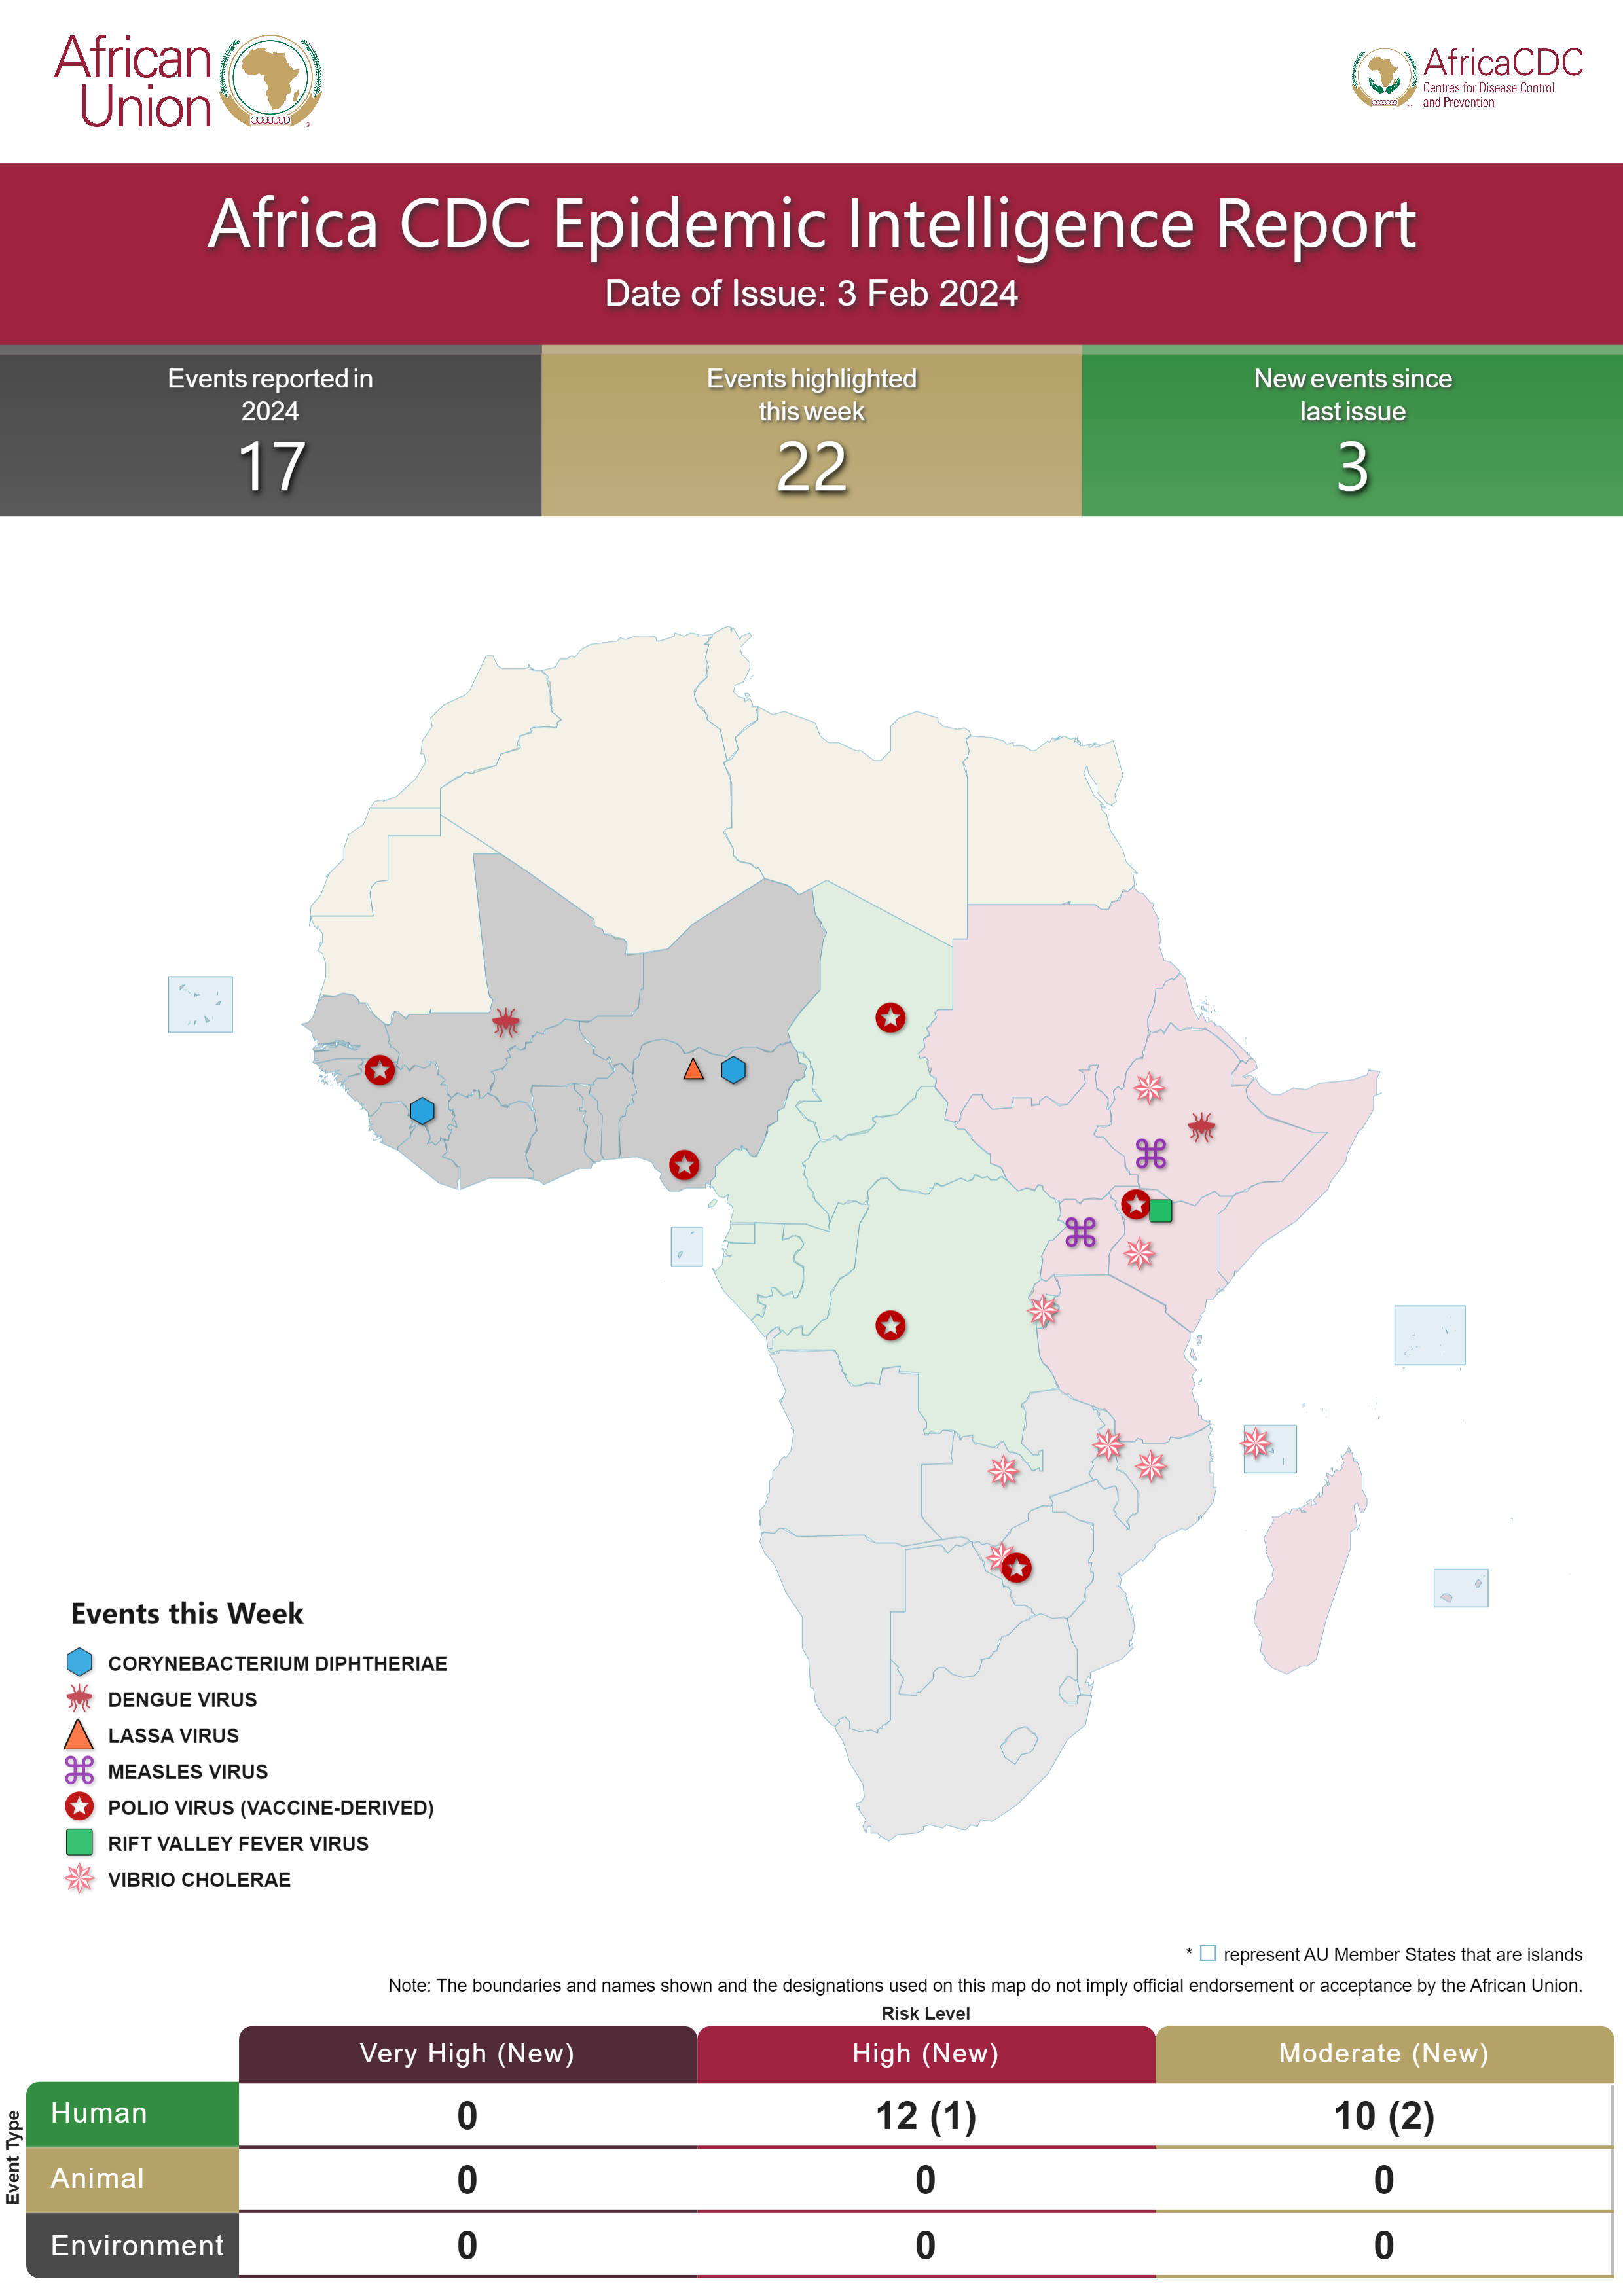 African
Union
AfricaCDC
Centres for Disease Control
and Prevention
Africa CDC Epidemic Intelligence Report
Date of Issue: 3 Feb 2024
Events reported in
2024
17
Events highlighted
this week
22
New events since
last issue
3
Events this Week
CORYNEBACTERIUM DIPHTHERIAE
DENGUE VIRUS
LASSA VIRUS
MEASLES VIRUS
POLIO VIRUS (VACCINE-DERIVED)
RIFT VALLEY FEVER VIRUS
VIBRIO CHOLERAE
* represent AU Member States that are islands
Note: The boundaries and names shown and the designations used on this map do not imply official endorsement or acceptance by the African Union.
Risk Level
Very High (New) High (New) Moderate (New)
Event Type
Human 0 12 (1) 10 (2)
Animal 0 0 0
Environment 0 0 0